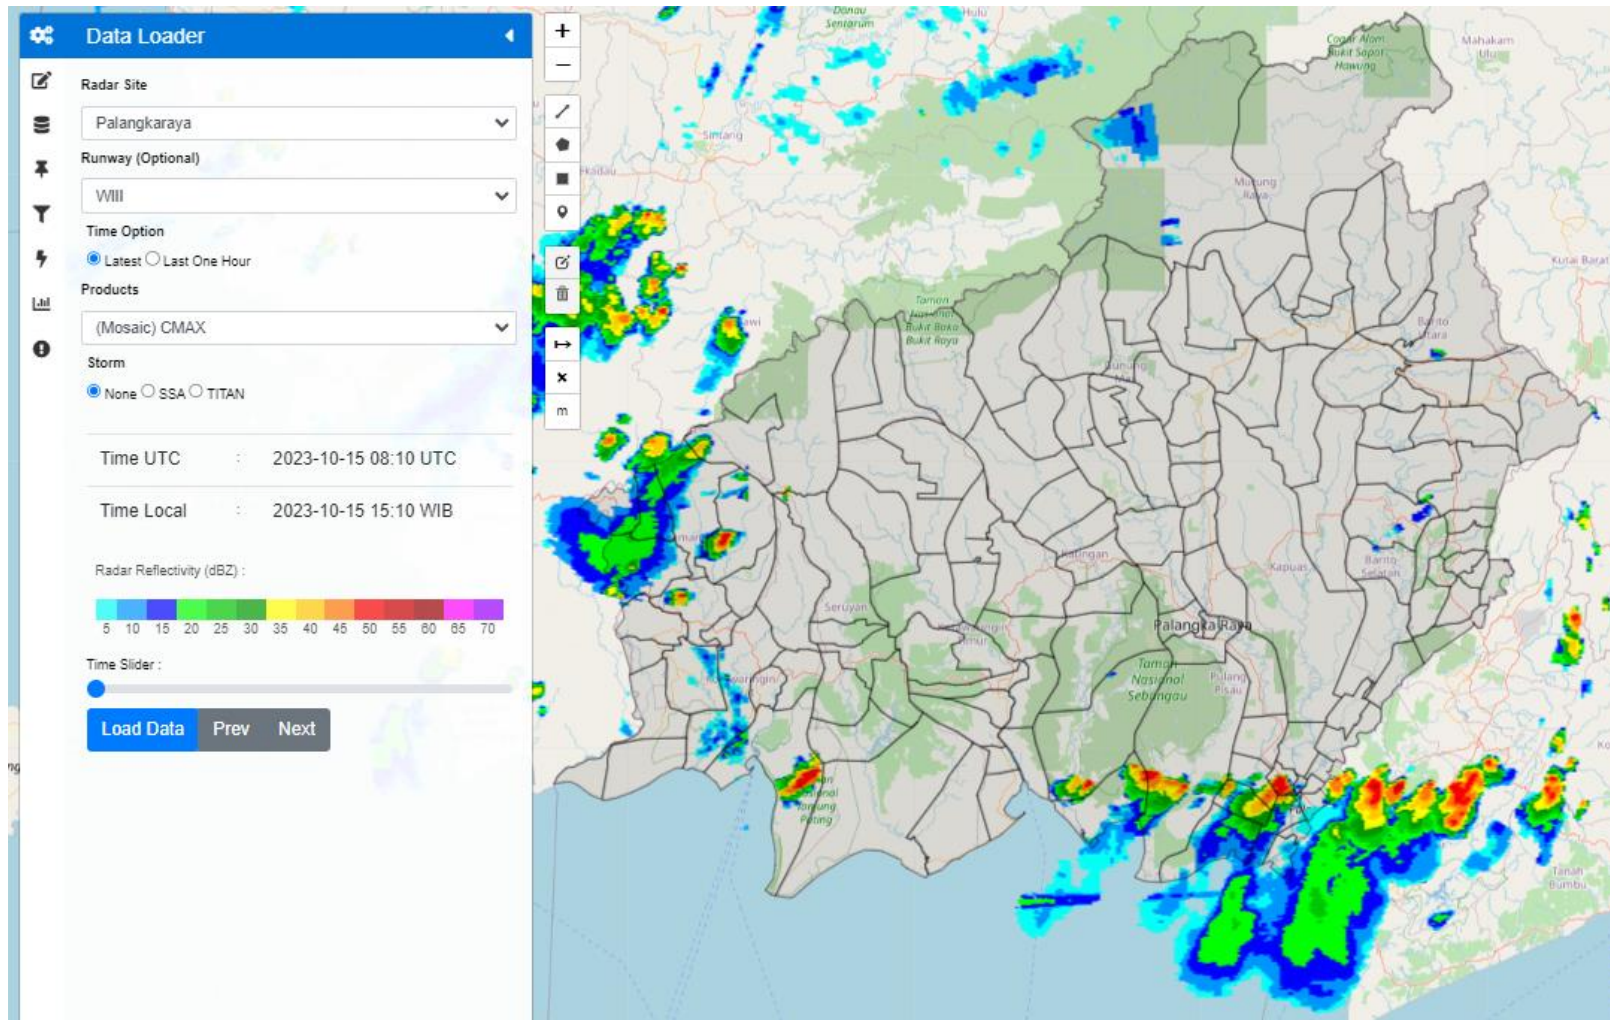 Data Loader
Radar Site
Palangkaraya
Runway (Optional)
WIII
Time Option
Latest Last One Hour
Products
(Mosaic) CMAX
Storm
None SSA TITAN
Time UTC : 2023-10-15 08:10 UTC
Time Local : 2023-10-15 15:10 WIB
Radar Reflectivity (dBZ) :
5 10 15 20 25 30 35 40 45 50 55 60 65 70
Time Slider :
Load Data Prev Next
+
−
m
Danau
Sentarum
Hulu
Cagar Alam
Bukit Sapat
Hawung
Mahakam
Ulu
Sintang
Murung
Raya
Kutai Barat
Taman
Nasional
Bukit Baka
Bukit Raya
Barito
Utara
Gunung
Katingan
Kapuas
Barito
Selatan
Seruyan
Palangka Raya
Taman
Nasional
Sebangau
Pulang
Pisau
Nasional
Tanjung
Puting
Tanah
Bumbu